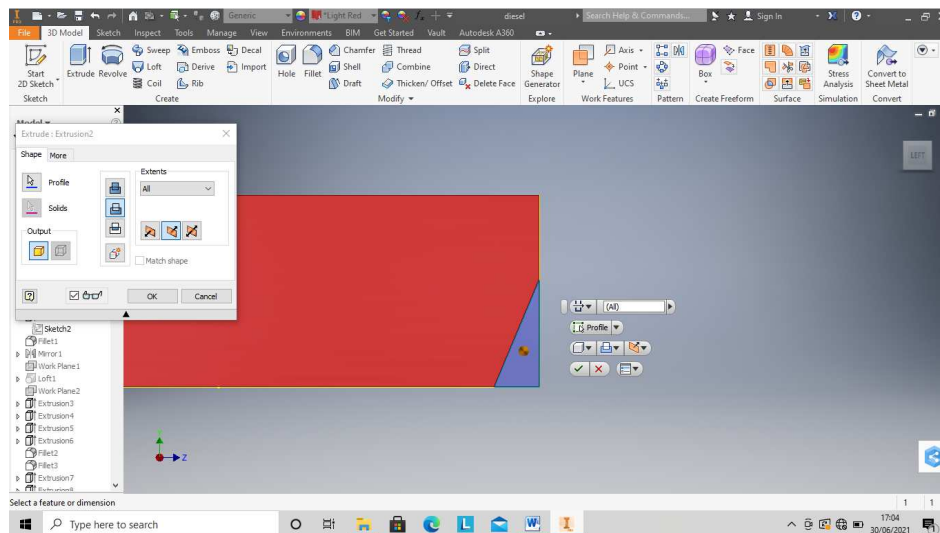 PRO
Generic
*Light Red
diesel
Search Help & Commands...
Sign In
File 3D Model Sketch Inspect Tools Manage View Environments BIM Get Started Vault Autodesk A360
Start 2D Sketch
Extrude Revolve
Sweep Emboss Decal
Loft Derive Import
Coil Rib
Hole Fillet
Chamfer Thread Split
Shell Combine Direct
Draft Thicken/ Offset Delete Face
Shape Generator
Plane
Axis
Point
UCS
Box
Face
Stress Analysis
Convert to Sheet Metal
Sketch Create Modify Explore Work Features Pattern Create Freeform Surface Simulation Convert
Extrude : Extrusion2
Shape More
Profile
Solids
Output
Extents
All
Match shape
OK Cancel
Sketch2
Fillet1
Mirror1
Work Plane1
Loft1
Work Plane2
Extrusion3
Extrusion4
Extrusion5
Extrusion6
Fillet2
Fillet3
Extrusion7
LEFT
(All)
Profile
Z
Select a feature or dimension
1 1
Type here to search
L
W
I
17:04
30/06/2021